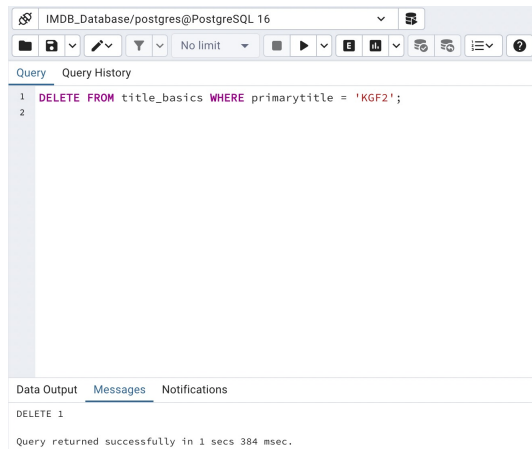 IMDB_Database/postgres@PostgreSQL 16
No limit
E
?
Query Query History
1 DELETE FROM title_basics WHERE primarytitle = 'KGF2';
2
Data Output Messages Notifications
DELETE 1
Query returned successfully in 1 secs 384 msec.